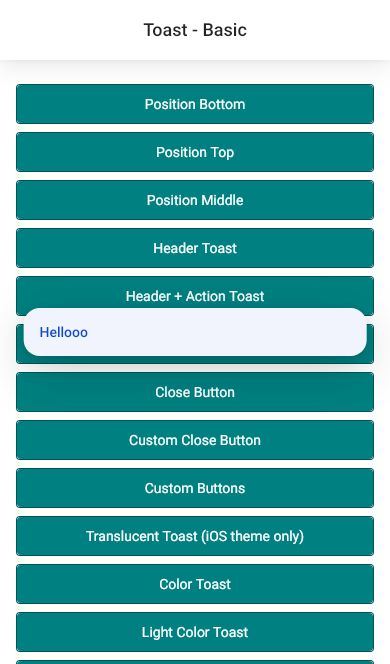 Toast - Basic
Position Bottom
Position Top
Position Middle
Header Toast
Header + Action Toast
Hellooo
Close Button
Custom Close Button
Custom Buttons
Translucent Toast (iOS theme only)
Color Toast
Light Color Toast